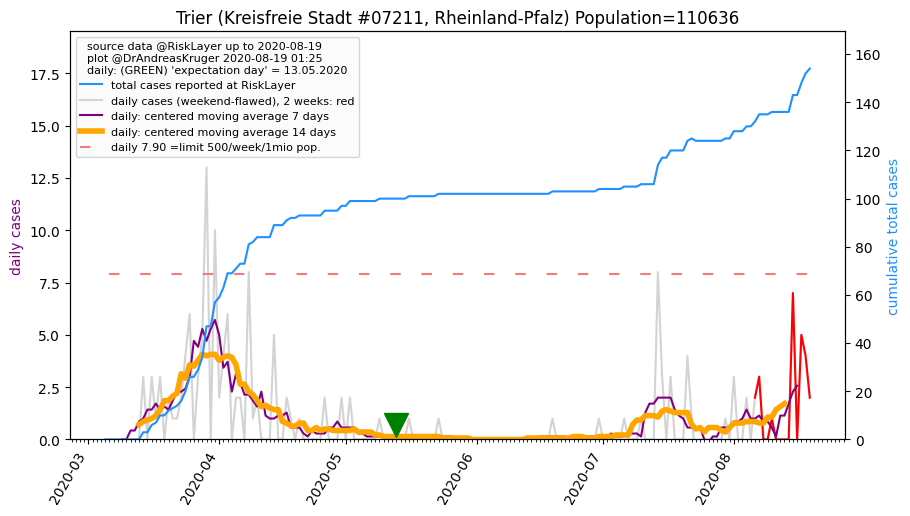 Trier (Kreisfreie Stadt #07211, Rheinland-Pfalz) Population=110636
source data @RiskLayer up to 2020-08-19
plot @DrAndreasKruger 2020-08-19 01:25
daily: (GREEN) 'expectation day' = 13.05.2020
total cases reported at RiskLayer
daily cases (weekend-flawed), 2 weeks: red
daily: centered moving average 7 days
daily: centered moving average 14 days
daily 7.90 =limit 500/week/1mio pop.
daily cases
17.5
15.0
12.5
10.0
7.5
5.0
2.5
0.0
160
140
120
100
80
60
40
20
0
cumulative total cases
2020-03
2020-04
2020-05
2020-06
2020-07
2020-08